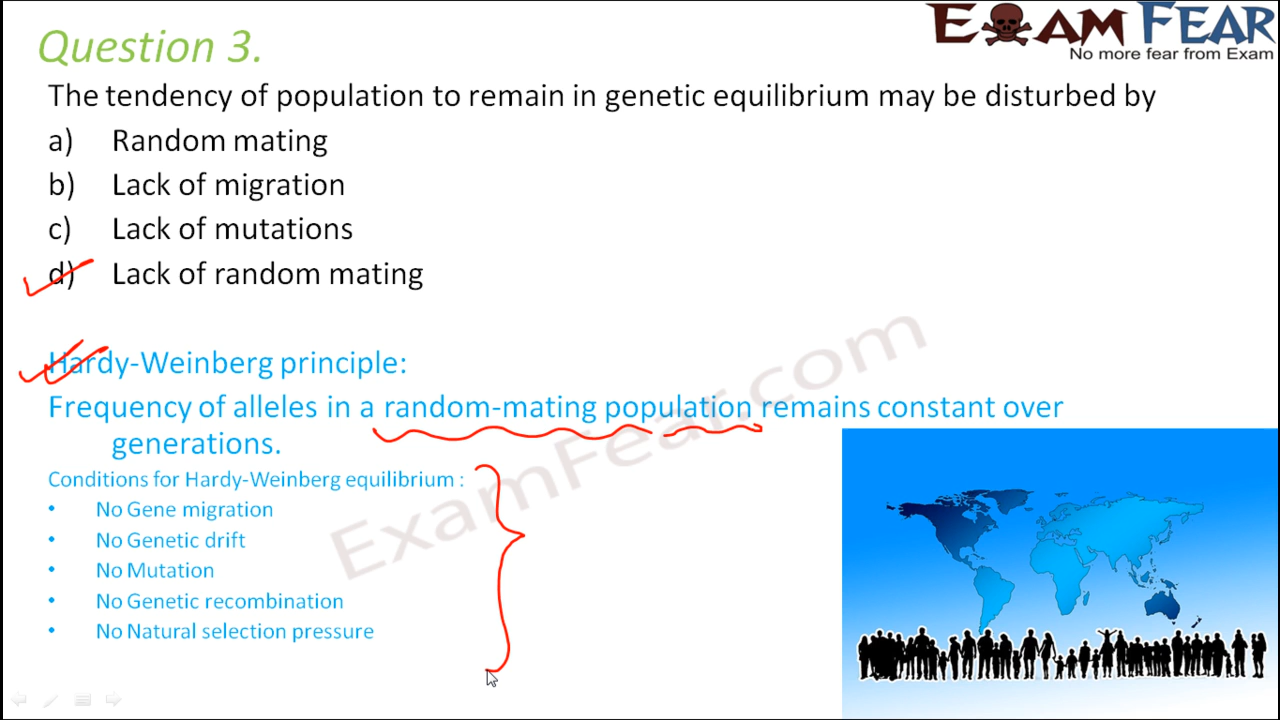 EXAM FEAR
No more fear from Exam
Question 3.
The tendency of population to remain in genetic equilibrium may be disturbed by
a) Random mating
b) Lack of migration
c) Lack of mutations
d) Lack of random mating
Hardy-Weinberg principle:
Frequency of alleles in a random-mating population remains constant over
generations.
Conditions for Hardy-Weinberg equilibrium :
• No Gene migration
• No Genetic drift
• No Mutation
• No Genetic recombination
• No Natural selection pressure
ExamFear.com